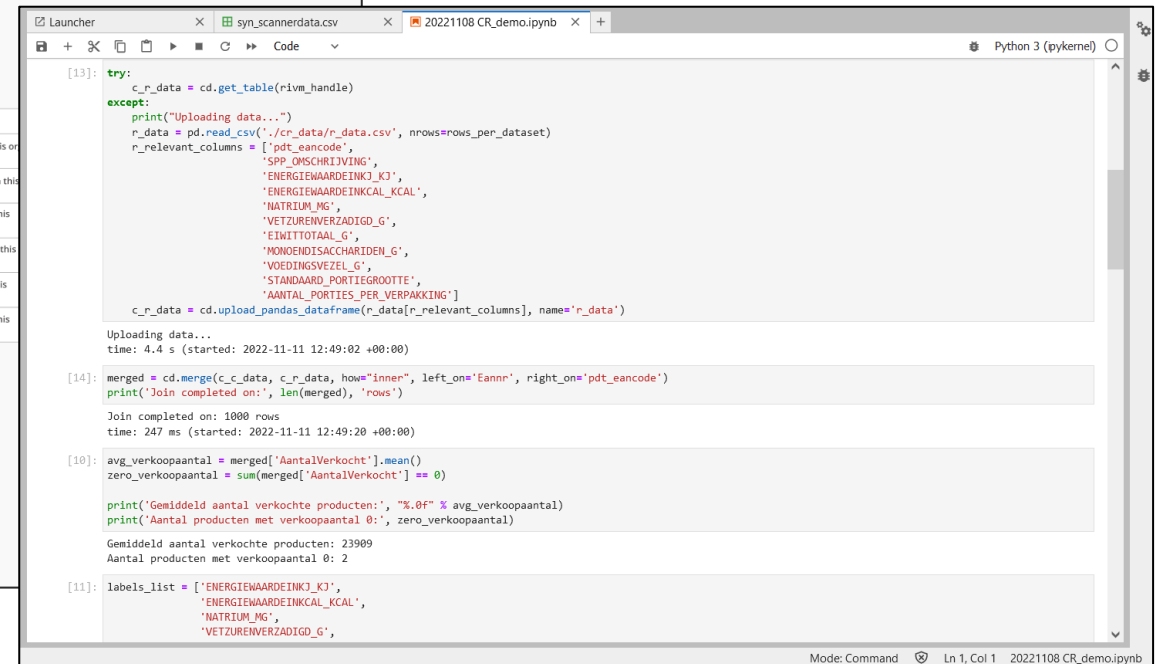 Launcher
syn_scannerdata.csv
20221108 CR_demo.ipynb
Code
Python 3 (ipykernel)
is or
this
this
this
is
his
[13]: try:
c_r_data = cd.get_table(rivm_handle)
except:
print("Uploading data...")
r_data = pd.read_csv('./cr_data/r_data.csv', nrows=rows_per_dataset)
r_relevant_columns = ['pdt_eancode',
'SPP_OMSCHRIJVING',
'ENERGIEWAARDEINKJ_KJ',
'ENERGIEWAARDEINKCAL_KCAL',
'NATRIUM_MG',
'VETZURENVERZADIGD_G',
'EIWITTOTAAL_G',
'MONOENDISACCHARIDEN_G',
'VOEDINGSVEZEL_G',
'STANDAARD_PORTIEGROOTTE',
'AANTAL_PORTIES_PER_VERPAKKING']
c_r_data = cd.upload_pandas_dataframe(r_data[r_relevant_columns], name='r_data')
Uploading data...
time: 4.4 s (started: 2022-11-11 12:49:02 +00:00)
[14]: merged = cd.merge(c_c_data, c_r_data, how="inner", left_on='Eannr', right_on='pdt_eancode')
print('Join completed on:', len(merged), 'rows')
Join completed on: 1000 rows
time: 247 ms (started: 2022-11-11 12:49:20 +00:00)
[10]: avg_verkoopaantal = merged['AantalVerkocht'].mean()
zero_verkoopaantal = sum(merged['AantalVerkocht'] == 0)
print('Gemiddeld aantal verkochte producten:', "%.0f" % avg_verkoopaantal)
print('Aantal producten met verkoopaantal 0:', zero_verkoopaantal)
Gemiddeld aantal verkochte producten: 23909
Aantal producten met verkoopaantal 0: 2
[11]: labels_list = ['ENERGIEWAARDEINKJ_KJ',
'ENERGIEWAARDEINKCAL_KCAL',
'NATRIUM_MG',
'VETZURENVERZADIGD_G',
Mode: Command
Ln 1, Col 1
20221108 CR_demo.ipynb